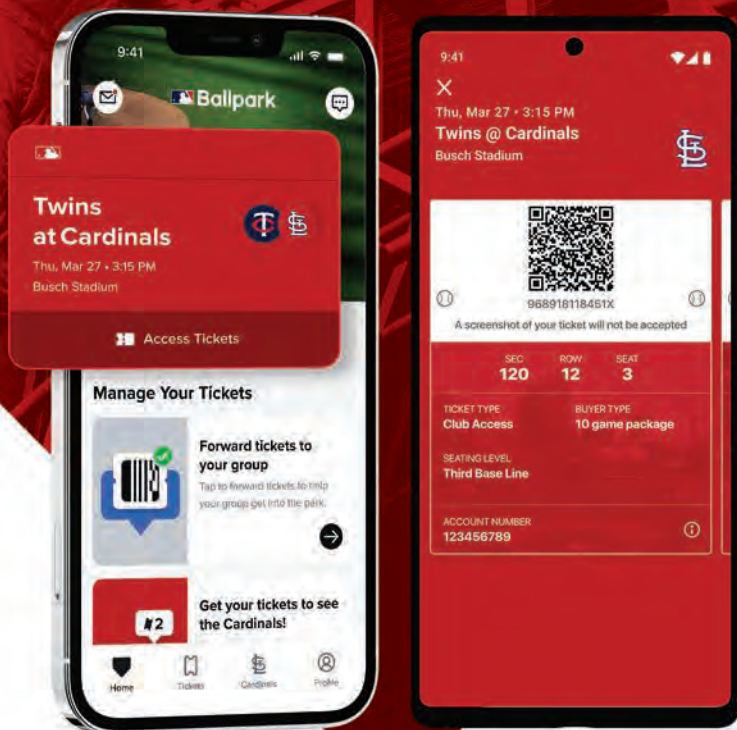 9:41
Ballpark
Twins
at Cardinals
Thu, Mar 27 • 3:15 PM
Busch Stadium
Access Tickets
Manage Your Tickets
Forward tickets to
your group
Tap to forward tickets to help
your group get into the park.
#2
Get your tickets to see
the Cardinals!
Home
Tickets
Cardinals
Profile
9:41
Thu, Mar 27 • 3:15 PM
Twins @ Cardinals
Busch Stadium
968918118451X
A screenshot of your ticket will not be accepted
SEC
ROW
SEAT
120
12
3
TICKET TYPE
BUYER TYPE
Club Access
10 game package
SEATING LEVEL
Third Base Line
ACCOUNT NUMBER
123456789